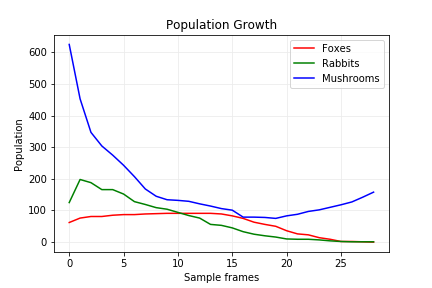 Population Growth
Foxes
Rabbits
Mushrooms
600
500
400
300
200
100
0
Population
0 5 10 15 20 25
Sample frames